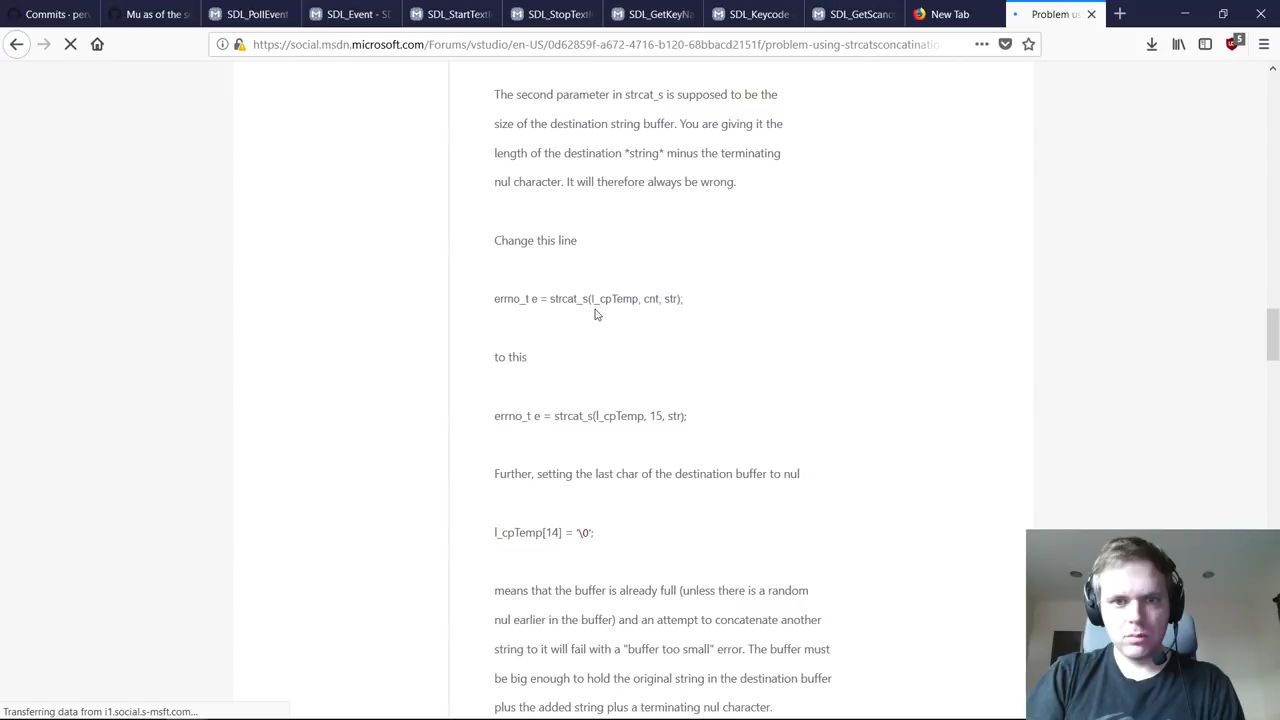 Commits · perv
Mu as of the se
SDL_PollEvent
SDL_Event
SDL_StartText
SDL_StopText
SDL_GetKeyNa
SDL_Keycode
SDL_GetScanc
New Tab
Problem us
https://social.msdn.microsoft.com/Forums/vstudio/en-US/0d62859f-a672-4716-b120-68bbacd2151f/problem-using-strcatsconcatinatio
5
The second parameter in strcat_s is supposed to be the
size of the destination string buffer. You are giving it the
length of the destination *string* minus the terminating
nul character. It will therefore always be wrong.
Change this line
errno_t e = strcat_s(l_cpTemp, cnt, str);
to this
errno_t e = strcat_s(l_cpTemp, 15, str);
Further, setting the last char of the destination buffer to nul
l_cpTemp[14] = '\0';
means that the buffer is already full (unless there is a random
nul earlier in the buffer) and an attempt to concatenate another
string to it will fail with a "buffer too small" error. The buffer must
be big enough to hold the original string in the destination buffer
plus the added string plus a terminating nul character.
Transferring data from i1.social.s-msft.com...